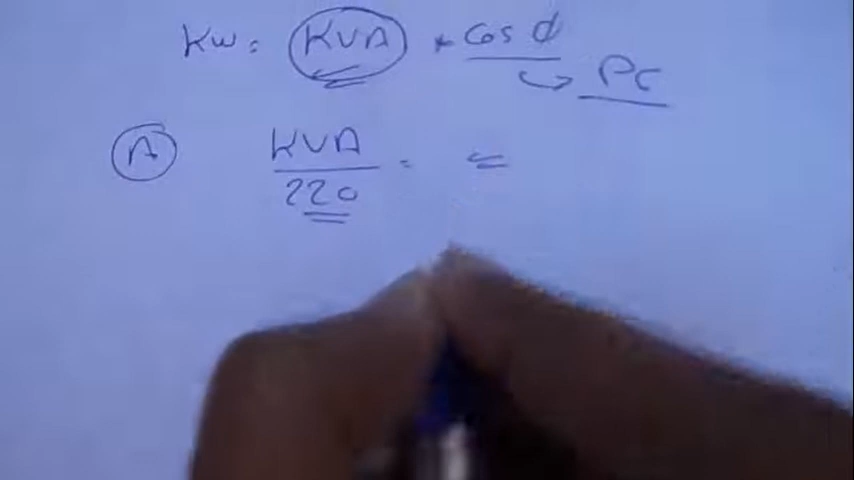 Kw = KVA * Cos φ
PF
A KVA/220 = =